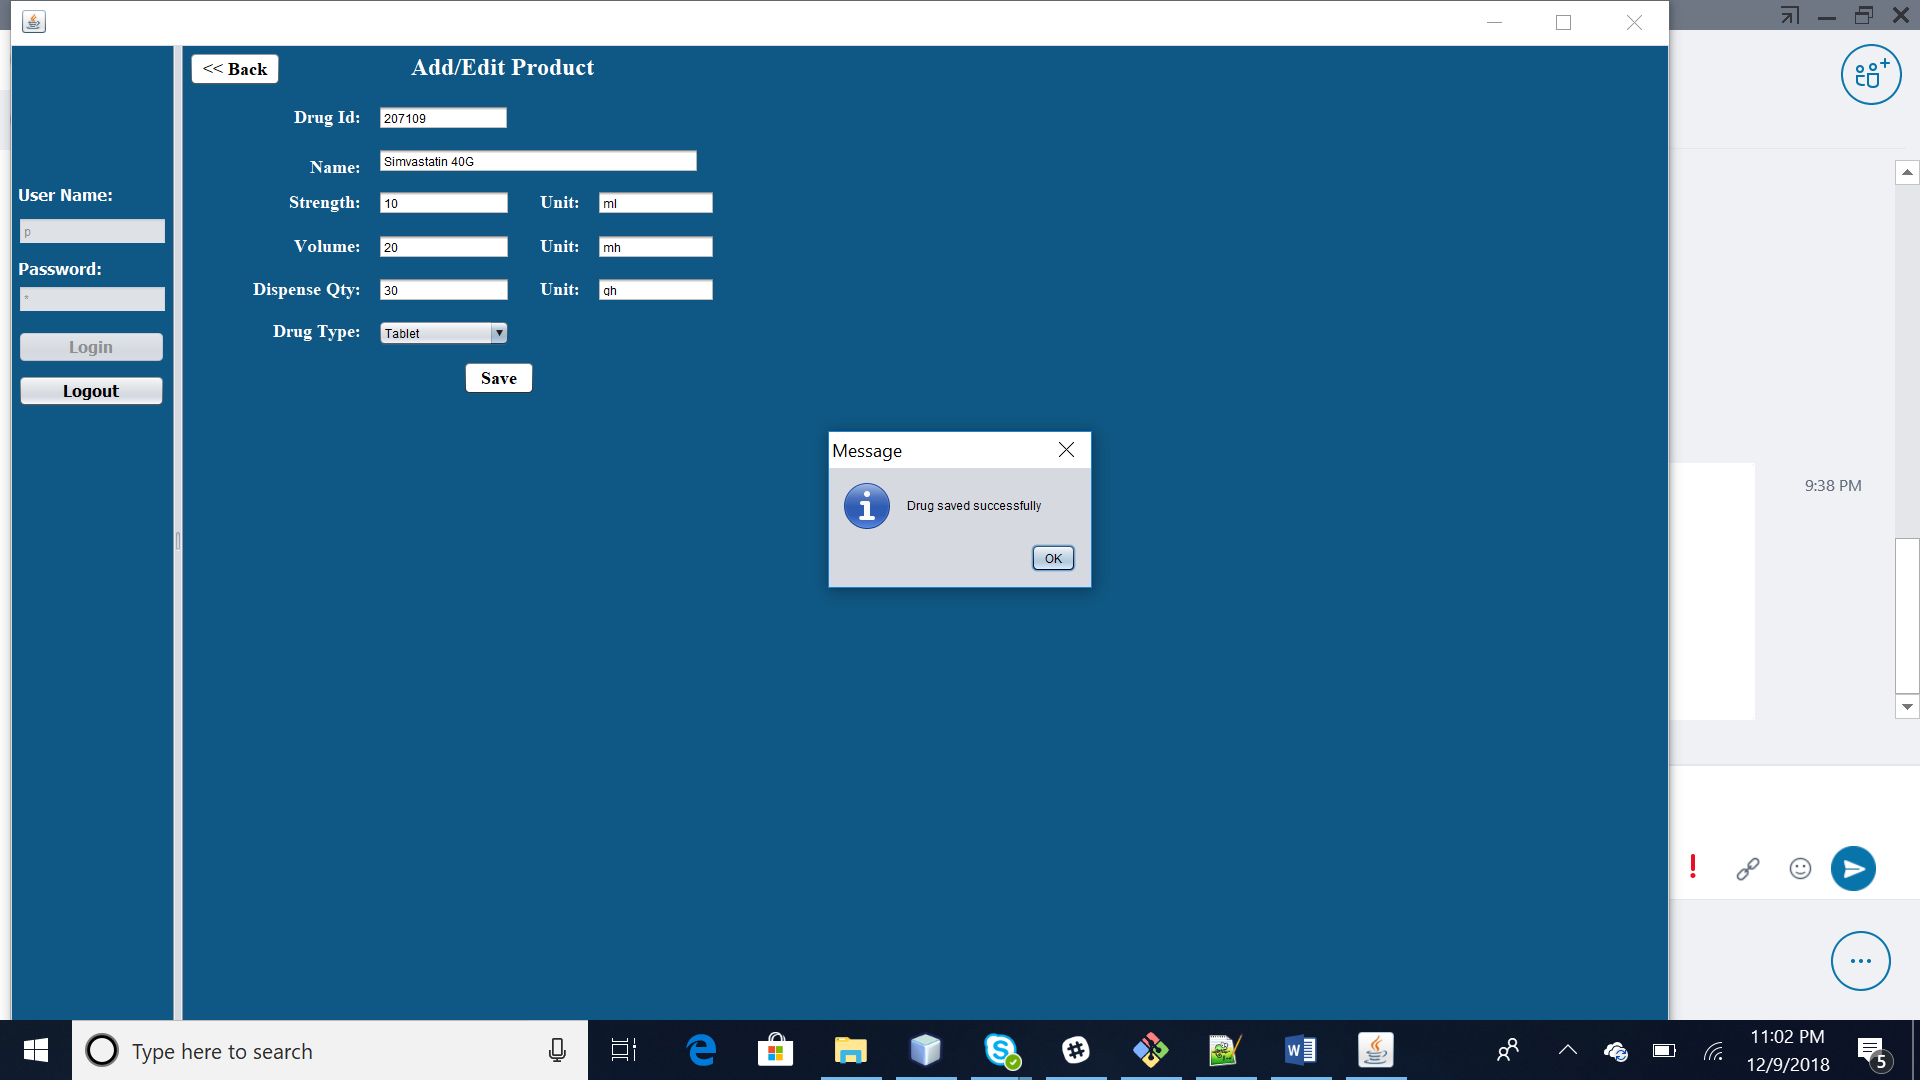 << Back
Add/Edit Product
Drug Id: 207109
Name: Simvastatin 40G
Strength: 10 Unit: ml
Volume: 20 Unit: mh
Dispense Qty: 30 Unit: qh
Drug Type: Tablet
Save
User Name:
p
Password:
*
Login
Logout
Message
Drug saved successfully
OK
9:38 PM
Type here to search
11:02 PM
12/9/2018
5